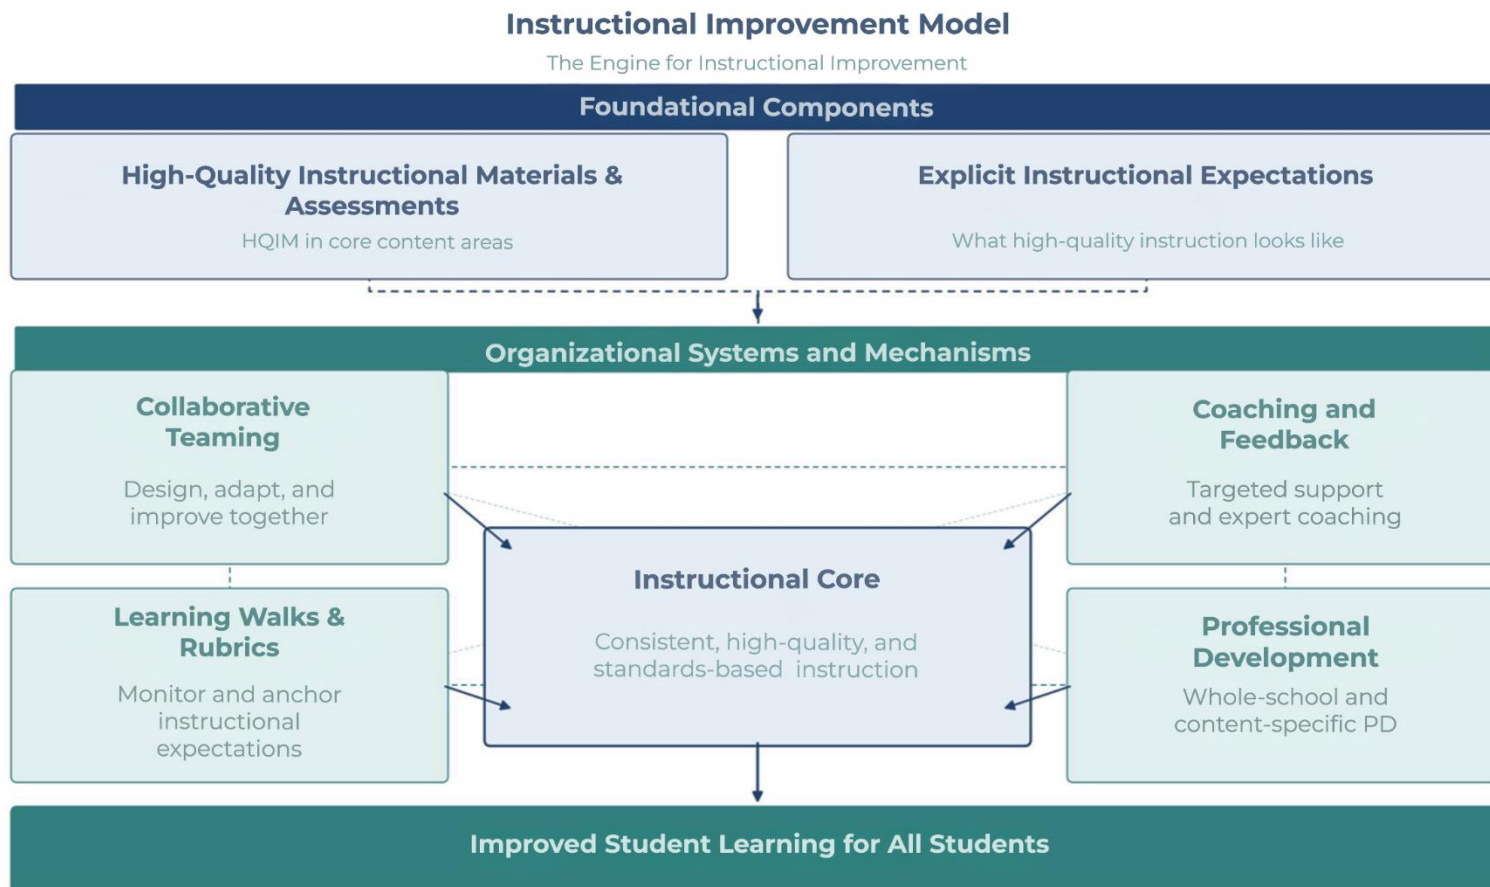 Instructional Improvement Model
The Engine for Instructional Improvement
Foundational Components
High-Quality Instructional Materials &
Assessments
HQIM in core content areas
Explicit Instructional Expectations
What high-quality instruction looks like
Organizational Systems and Mechanisms
Collaborative
Teaming
Design, adapt, and
improve together
Coaching and
Feedback
Targeted support
and expert coaching
Instructional Core
Consistent, high-quality, and
standards-based instruction
Learning Walks &
Rubrics
Monitor and anchor
instructional
expectations
Professional
Development
Whole-school and
content-specific PD
Improved Student Learning for All Students